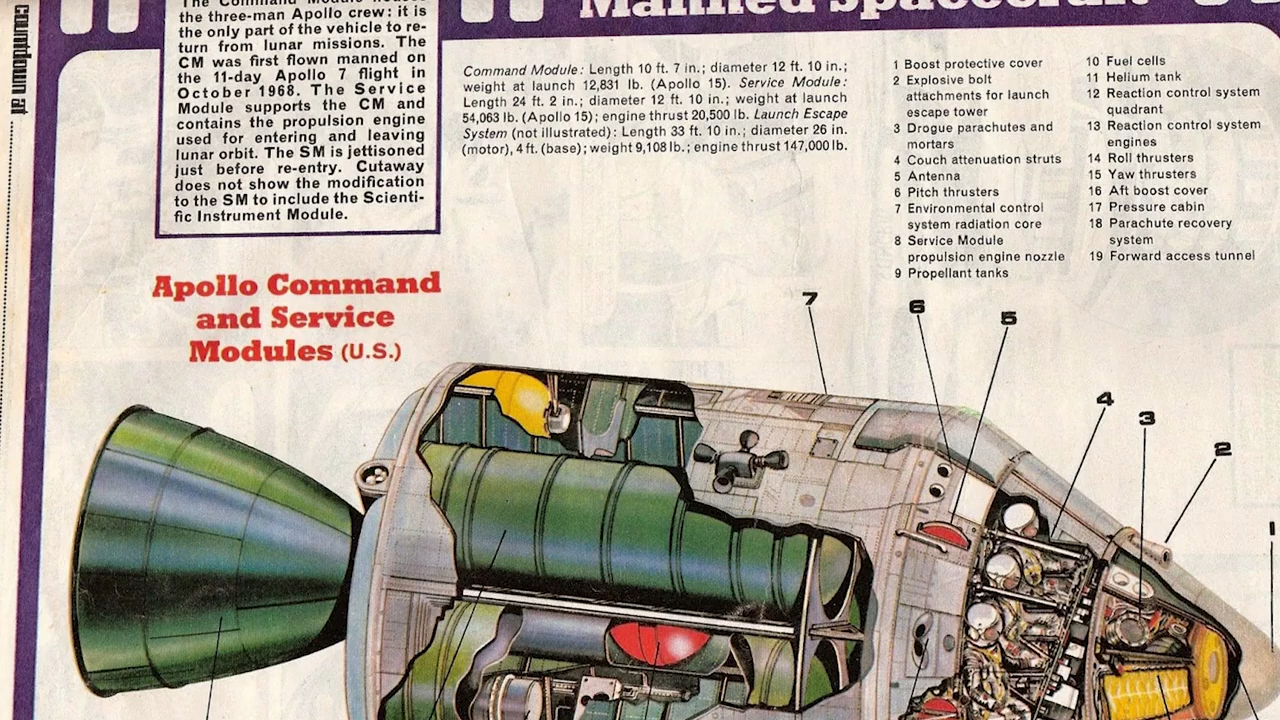 countdown at
Manned spacecraft
the three-man Apollo crew: it is
the only part of the vehicle to re-
turn from lunar missions. The
CM was first flown manned on
the 11-day Apollo 7 flight in
October 1968. The Service
Module supports the CM and
contains the propulsion engine
used for entering and leaving
lunar orbit. The SM is jettisoned
just before re-entry. Cutaway
does not show the modification
to the SM to include the Scienti-
fic Instrument Module.
Command Module: Length 10 ft. 7 in.; diameter 12 ft. 10 in.;
weight at launch 12,831 lb. (Apollo 15). Service Module:
Length 24 ft. 2 in.; diameter 12 ft. 10 in.; weight at launch
54,063 lb. (Apollo 15); engine thrust 20,500 lb. Launch Escape
System (not illustrated): Length 33 ft. 10 in.; diameter 26 in.
(motor), 4 ft. (base); weight 9,108 lb.; engine thrust 147,000 lb.
1 Boost protective cover
2 Explosive bolt
attachments for launch
escape tower
3 Drogue parachutes and
mortars
4 Couch attenuation struts
5 Antenna
6 Pitch thrusters
7 Environmental control
system radiation core
8 Service Module
propulsion engine nozzle
9 Propellant tanks
10 Fuel cells
11 Helium tank
12 Reaction control system
quadrant
13 Reaction control system
engines
14 Roll thrusters
15 Yaw thrusters
16 Aft boost cover
17 Pressure cabin
18 Parachute recovery
system
19 Forward access tunnel
Apollo Command
and Service
Modules (U.S.)
7
6
5
4
3
2
1